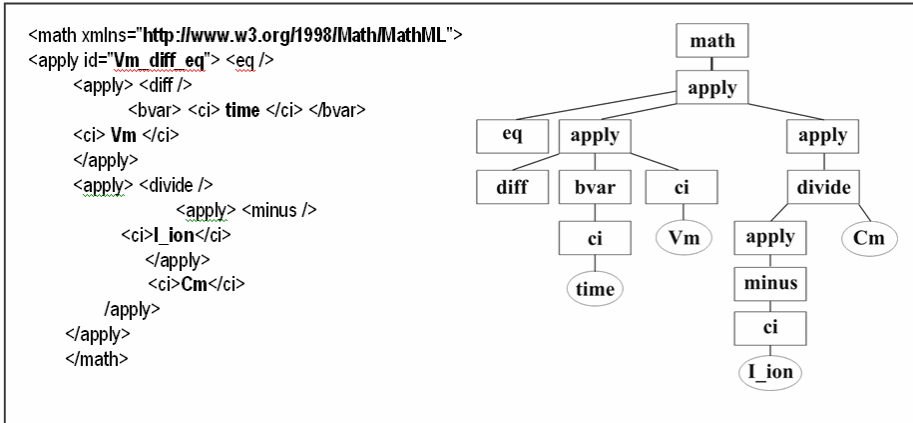 <math xmlns="http://www.w3.org/1998/Math/MathML">
<apply id="Vm_diff_eq"> <eq />
<apply> <diff />
<bvar> <ci> time </ci> </bvar>
<ci> Vm </ci>
</apply>
<apply> <divide />
<apply> <minus />
<ci>I_ion</ci>
</apply>
<ci>Cm</ci>
/apply>
</apply>
</math>
math
apply
eq apply apply
diff bvar ci divide
ci Vm apply Cm
time minus
ci
I_ion